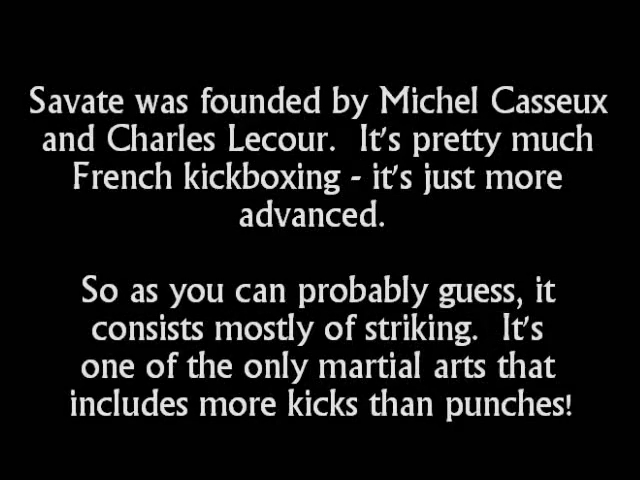 Savate was founded by Michel Casseux
and Charles Lecour.  It's pretty much
French kickboxing - it's just more
advanced.
So as you can probably guess, it
consists mostly of striking.  It's
one of the only martial arts that
includes more kicks than punches!